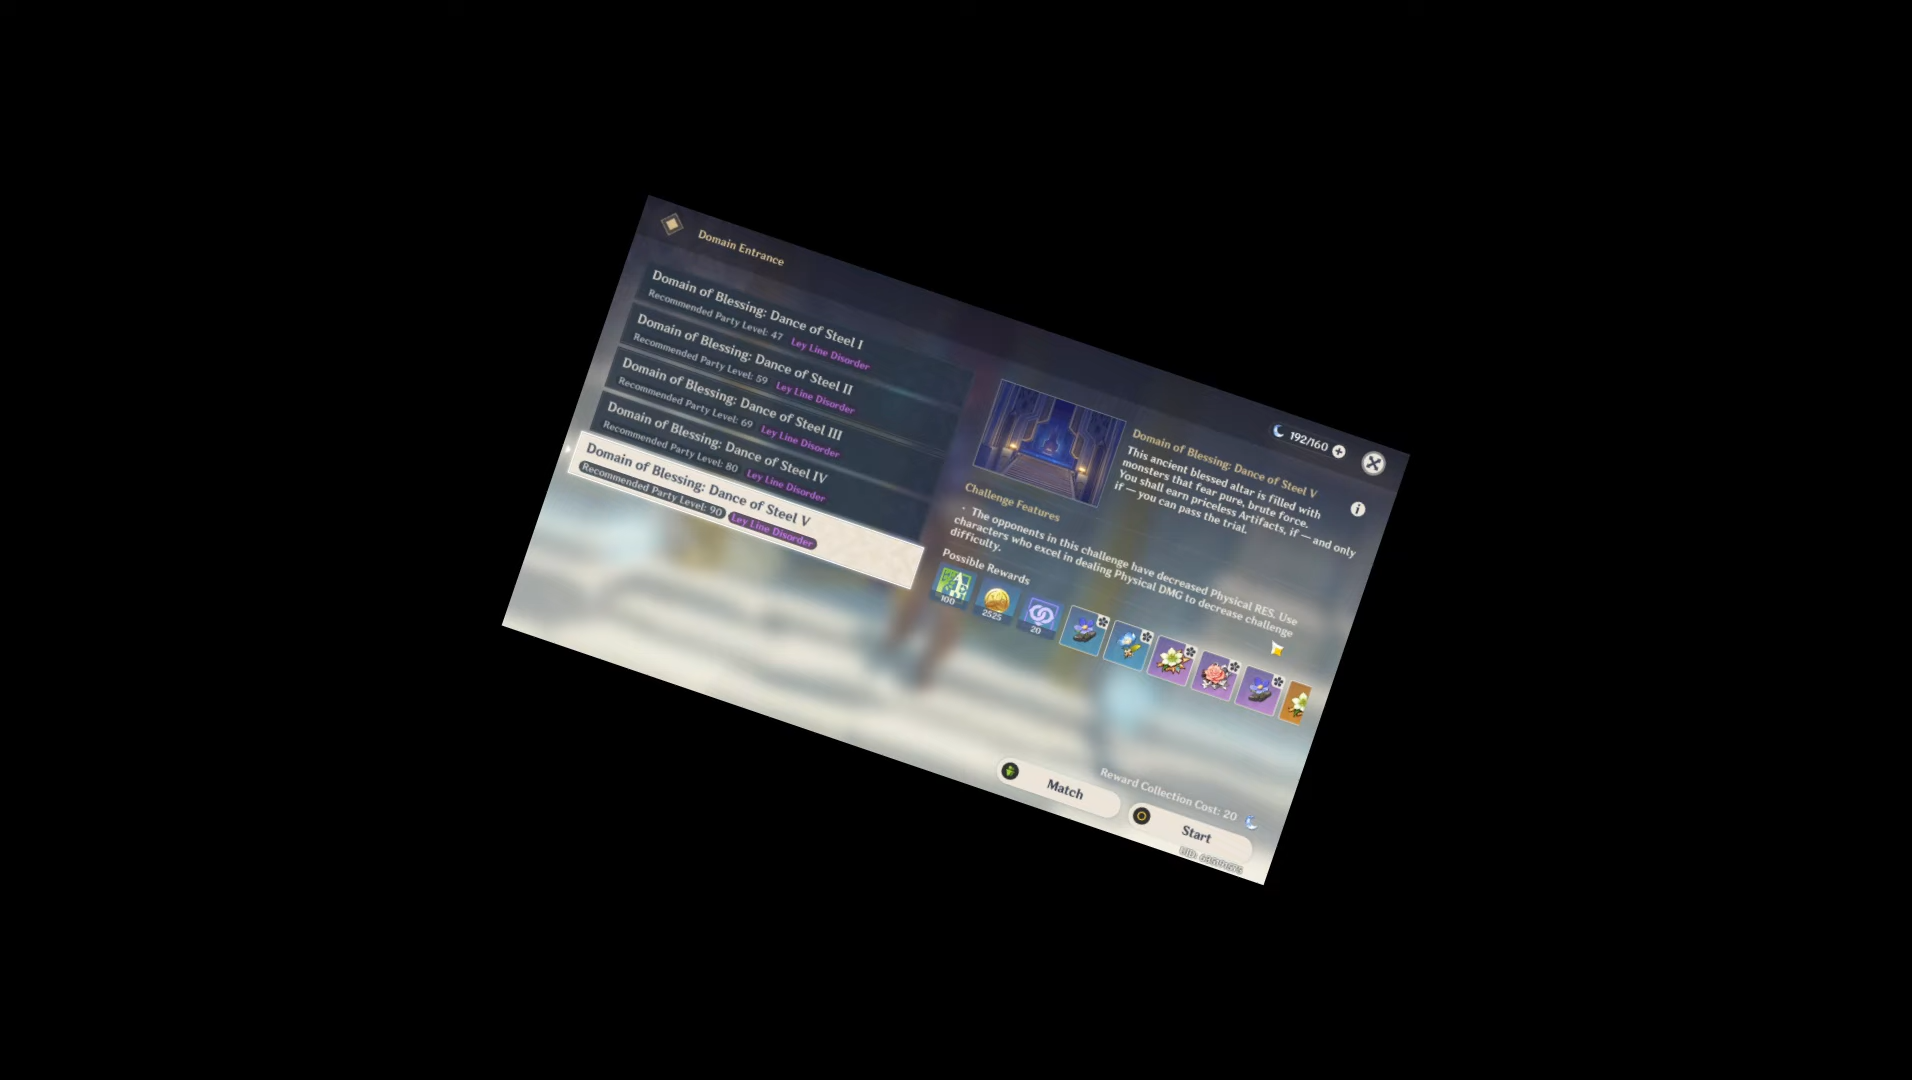 Domain Entrance
Domain of Blessing: Dance of Steel I
Recommended Party Level: 47 Ley Line Disorder
Domain of Blessing: Dance of Steel II
Recommended Party Level: 59 Ley Line Disorder
Domain of Blessing: Dance of Steel III
Recommended Party Level: 69 Ley Line Disorder
Domain of Blessing: Dance of Steel IV
Recommended Party Level: 80 Ley Line Disorder
Domain of Blessing: Dance of Steel V
Recommended Party Level: 90 Ley Line Disorder
192/160
Domain of Blessing: Dance of Steel V
This ancient blessed altar is filled with
monsters that fear pure, brute force.
You shall earn priceless Artifacts, if — and only
if — you can pass the trial.
Challenge Features
· The opponents in this challenge have decreased Physical RES. Use
characters who excel in dealing Physical DMG to decrease challenge
difficulty.
Possible Rewards
100
2525
20
Reward Collection Cost: 20
Match
Start
UID: